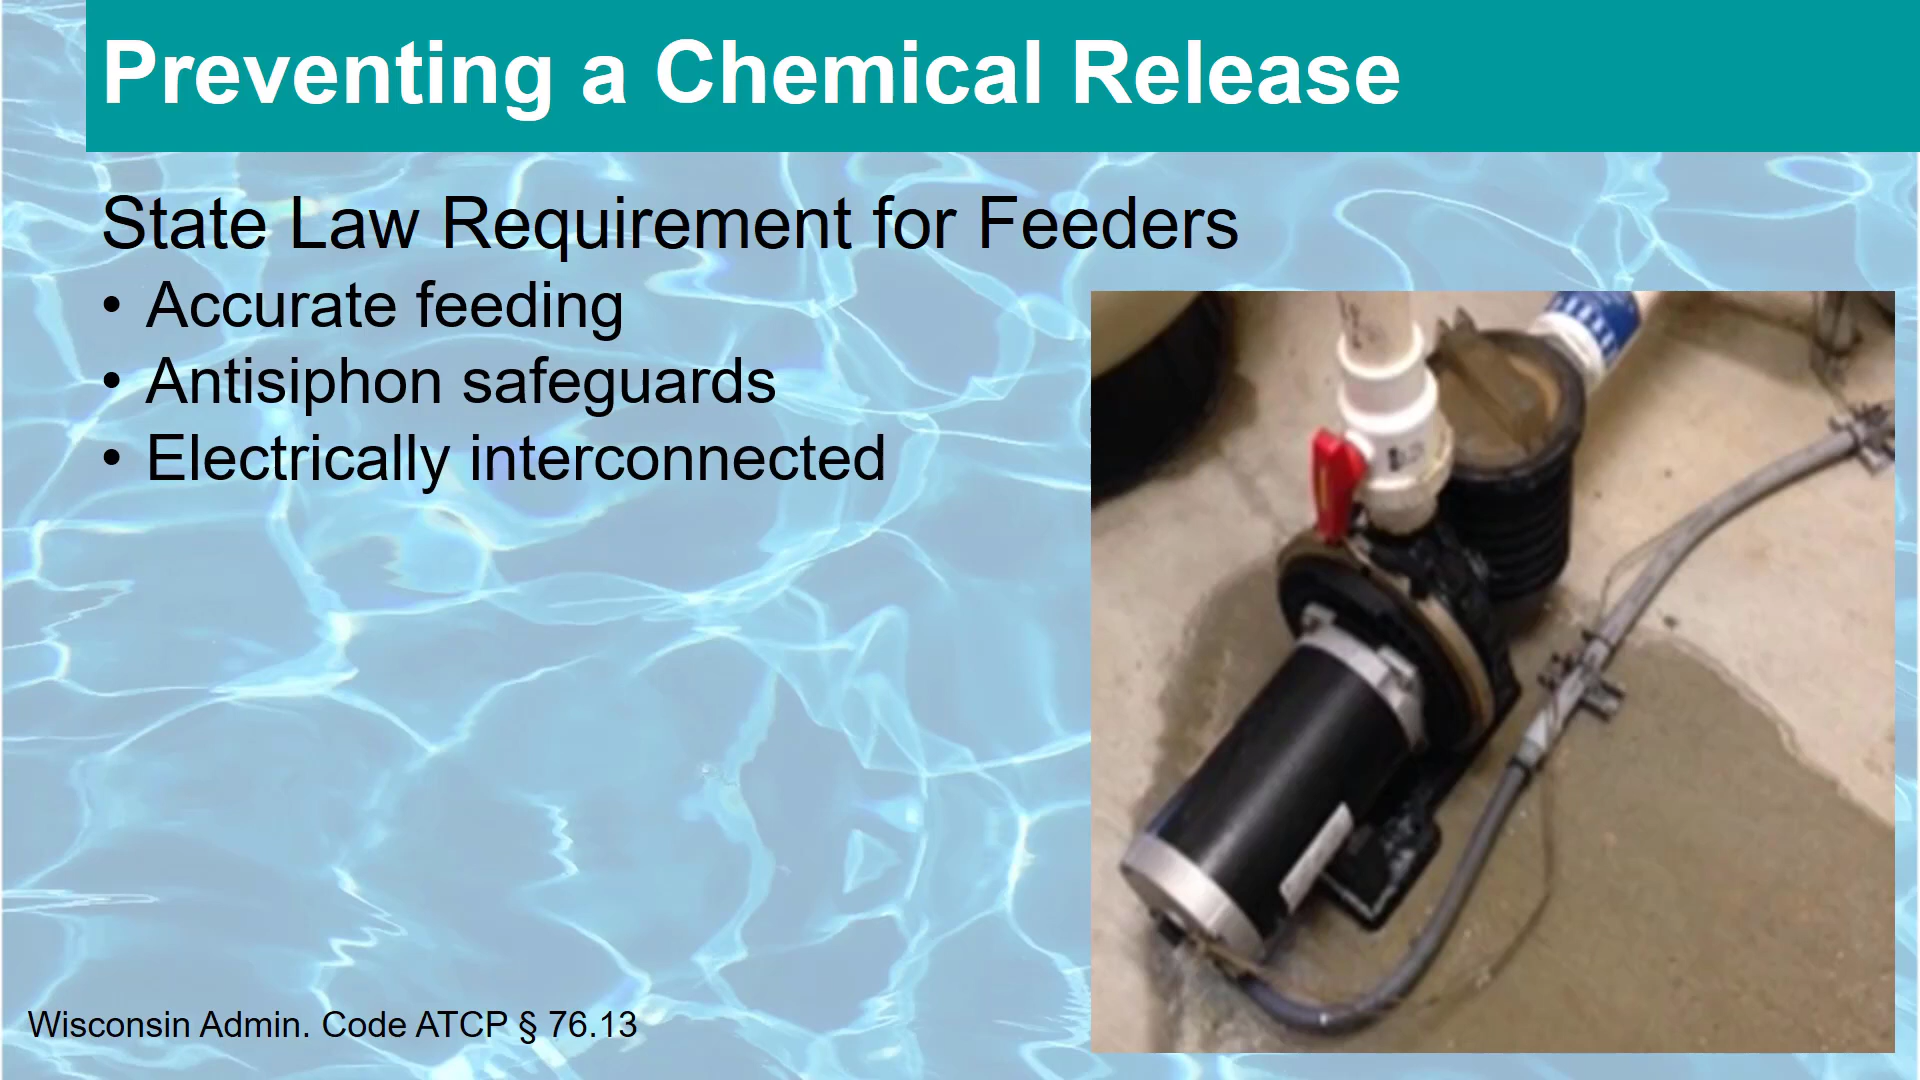 Preventing a Chemical Release
State Law Requirement for Feeders
• Accurate feeding
• Antisiphon safeguards
• Electrically interconnected
Wisconsin Admin. Code ATCP § 76.13